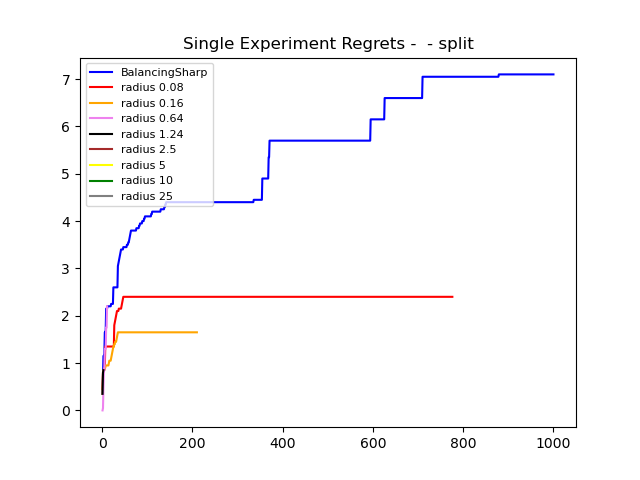 Single Experiment Regrets -  - split
BalancingSharp
radius 0.08
radius 0.16
radius 0.64
radius 1.24
radius 2.5
radius 5
radius 10
radius 25
7
6
5
4
3
2
1
0
0 200 400 600 800 1000